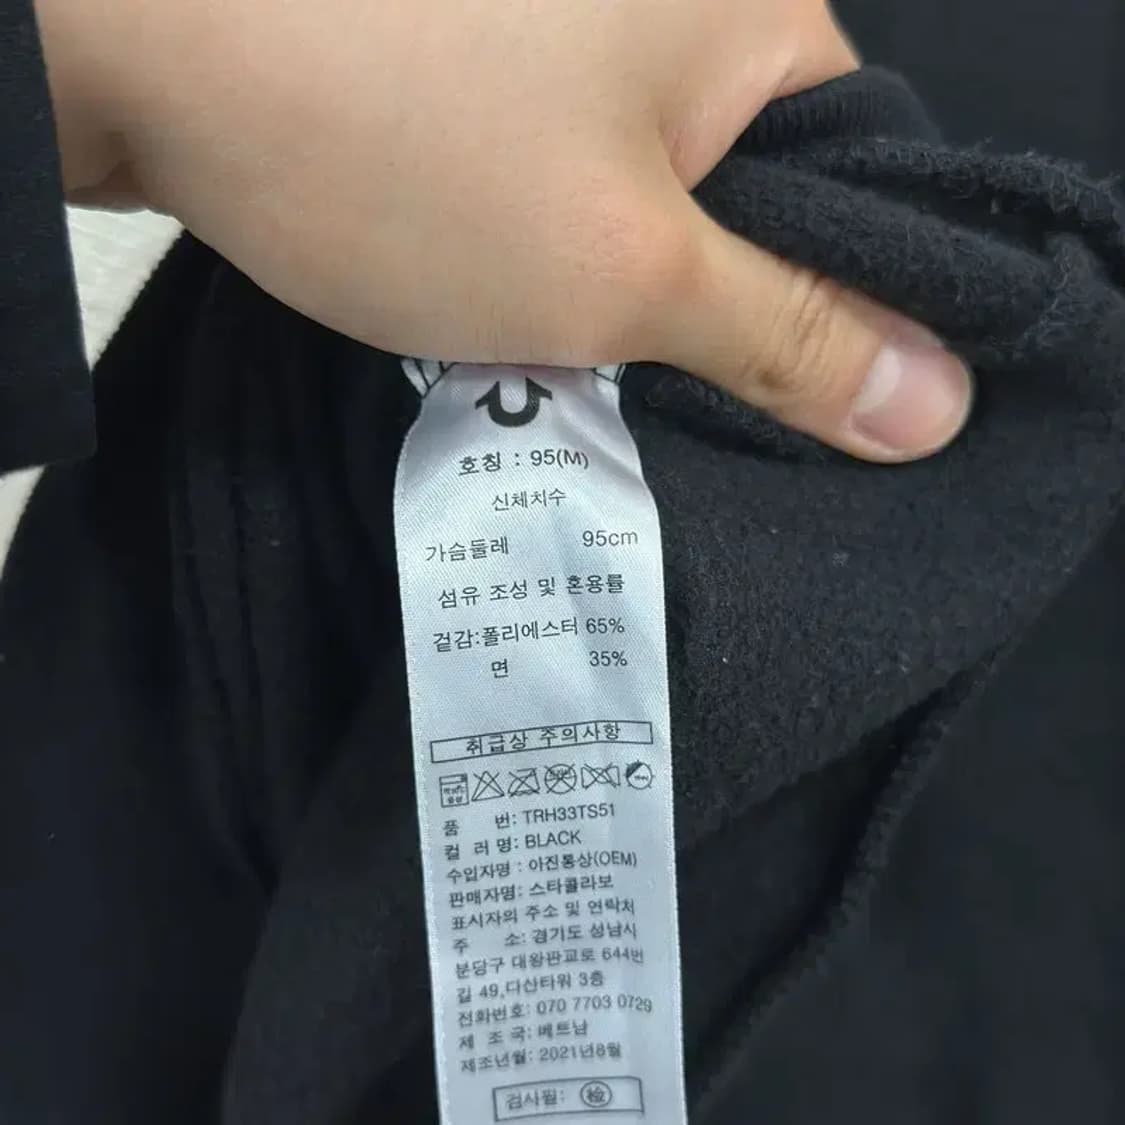 호칭 : 95(M)
신체치수
가슴둘레 95cm
섬유 조성 및 혼용률
겉감:폴리에스터 65%
면 35%
취급상 주의사항
품 번: TRH33TS51
컬 러 명: BLACK
수입자명 : 아진통상(OEM)
판매자명: 스타콜라보
표시자의 주소 및 연락처
주 소: 경기도 성남시
분당구 대왕판교로 644번
길 49,다산타워 3층
전화번호: 070 7703 0729
제 조 국: 베트남
제조년월: 2021년8월
검사필: 檢